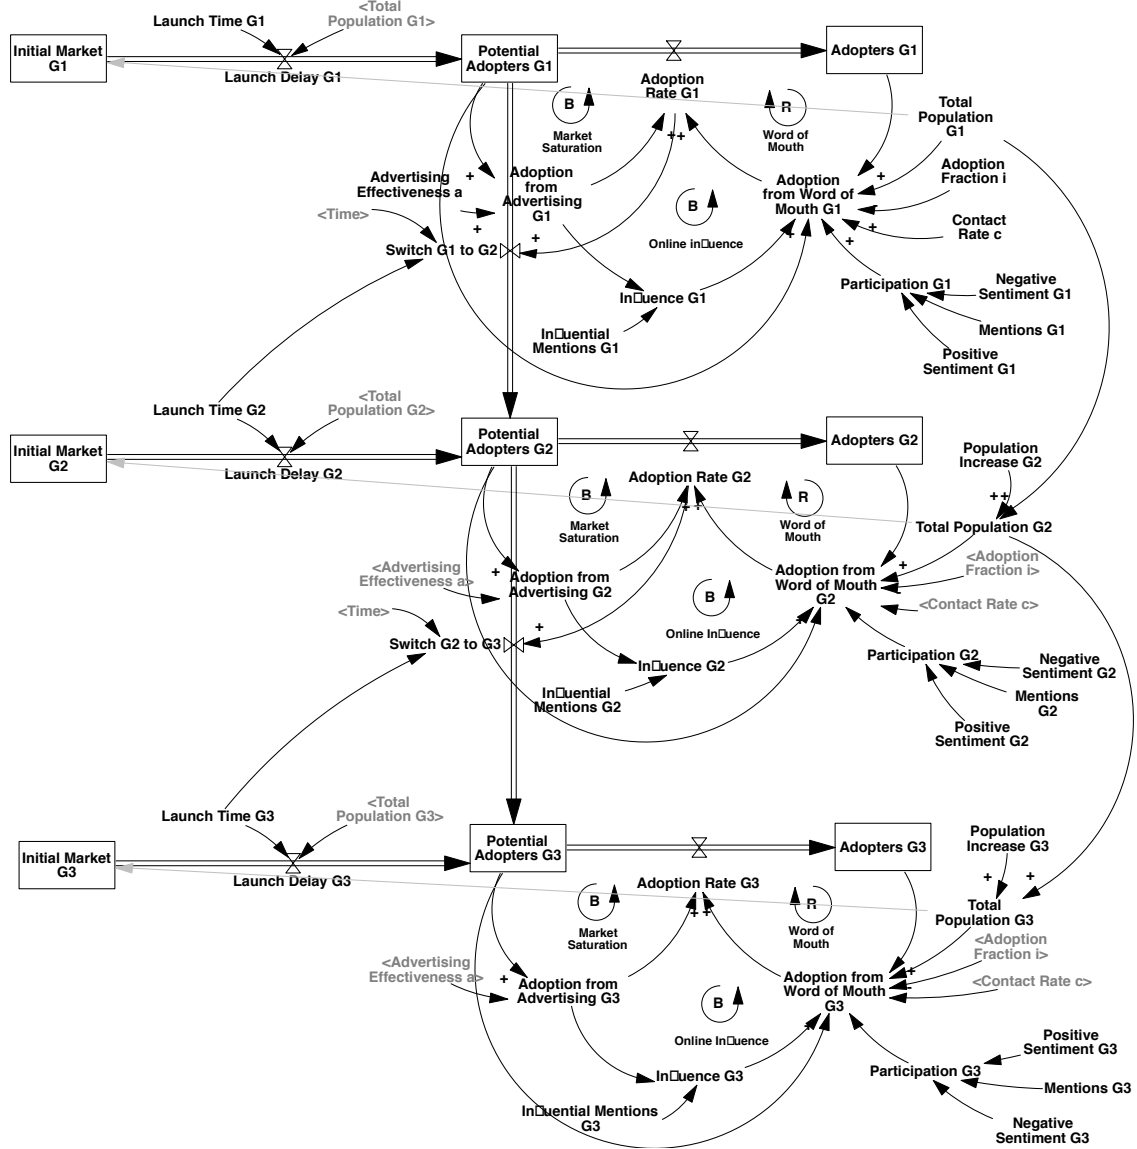 Launch Time G1
<Total
Population G1>
Initial Market
G1
Launch Delay G1
Potential
Adopters G1
Adopters G1
Adoption
Rate G1
B
Market
Saturation
R
Word of
Mouth
Total
Population
G1
Advertising
Effectiveness a
+
Adoption
from
Advertising
G1
++
Adoption
from Word of
Mouth G1
+
Adoption
Fraction i
<Time>
+
Switch G1 to G2
+
B
Online in□uence
+
+
+
Contact
Rate c
In□uence G1
In□uential
Mentions G1
Participation G1
Negative
Sentiment G1
Mentions G1
Positive
Sentiment G1
Launch Time G2
<Total
Population G2>
Initial Market
G2
Launch Delay G2
Potential
Adopters G2
Adopters G2
Adoption Rate G2
B
Market
Saturation
R
Word of
Mouth
++
Population
Increase G2
++
Total Population G2
<Advertising
Effectiveness a>
+
Adoption from
Advertising G2
Adoption from
Word of Mouth
G2
+
<Adoption
Fraction i>
<Contact Rate c>
<Time>
Switch G2 to G3
+
B
Online In□uence
+
In□uence G2
In□uential
Mentions G2
Participation G2
Negative
Sentiment G2
Mentions
G2
Positive
Sentiment G2
Launch Time G3
<Total
Population G3>
Initial Market
G3
Launch Delay G3
Potential
Adopters G3
Adopters G3
Adoption Rate G3
B
Market
Saturation
R
Word of
Mouth
++
Population
Increase G3
+
+
Total
Population G3
<Advertising
Effectiveness a>
+
Adoption from
Advertising G3
Adoption from
Word of Mouth
G3
+
<Adoption
Fraction i>
<Contact Rate c>
B
Online In□uence
+
In□uence G3
In□uential Mentions
G3
Participation G3
Positive
Sentiment G3
Mentions G3
Negative
Sentiment G3